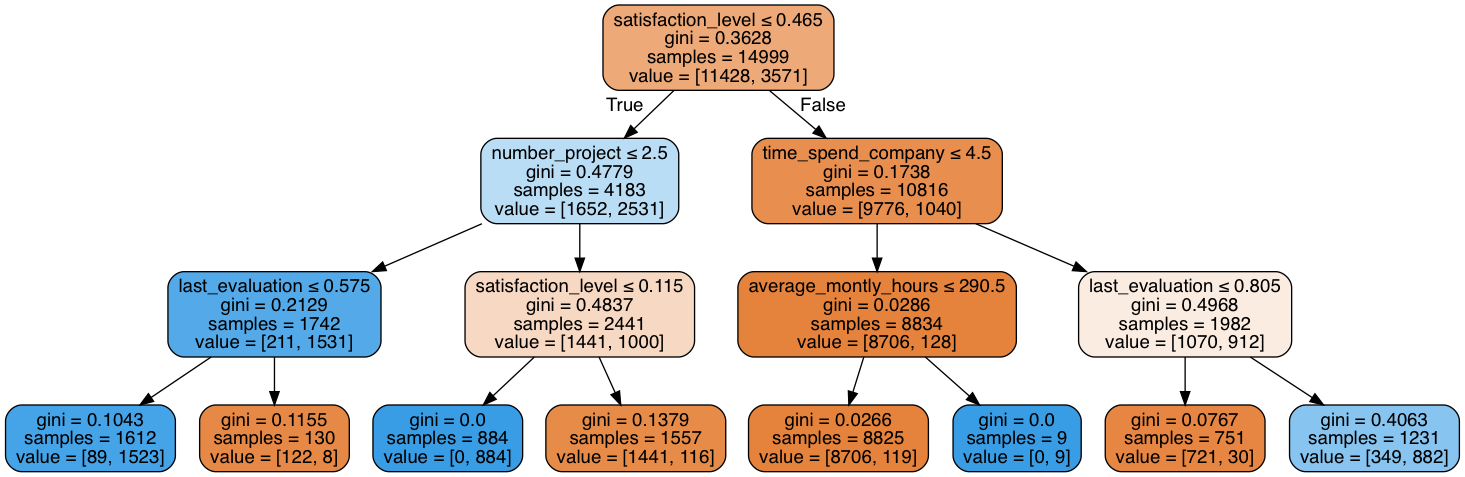 satisfaction_level ≤ 0.465
gini = 0.3628
samples = 14999
value = [11428, 3571]
True
False
number_project ≤ 2.5
gini = 0.4779
samples = 4183
value = [1652, 2531]
time_spend_company ≤ 4.5
gini = 0.1738
samples = 10816
value = [9776, 1040]
last_evaluation ≤ 0.575
gini = 0.2129
samples = 1742
value = [211, 1531]
satisfaction_level ≤ 0.115
gini = 0.4837
samples = 2441
value = [1441, 1000]
average_montly_hours ≤ 290.5
gini = 0.0286
samples = 8834
value = [8706, 128]
last_evaluation ≤ 0.805
gini = 0.4968
samples = 1982
value = [1070, 912]
gini = 0.1043
samples = 1612
value = [89, 1523]
gini = 0.1155
samples = 130
value = [122, 8]
gini = 0.0
samples = 884
value = [0, 884]
gini = 0.1379
samples = 1557
value = [1441, 116]
gini = 0.0266
samples = 8825
value = [8706, 119]
gini = 0.0
samples = 9
value = [0, 9]
gini = 0.0767
samples = 751
value = [721, 30]
gini = 0.4063
samples = 1231
value = [349, 882]